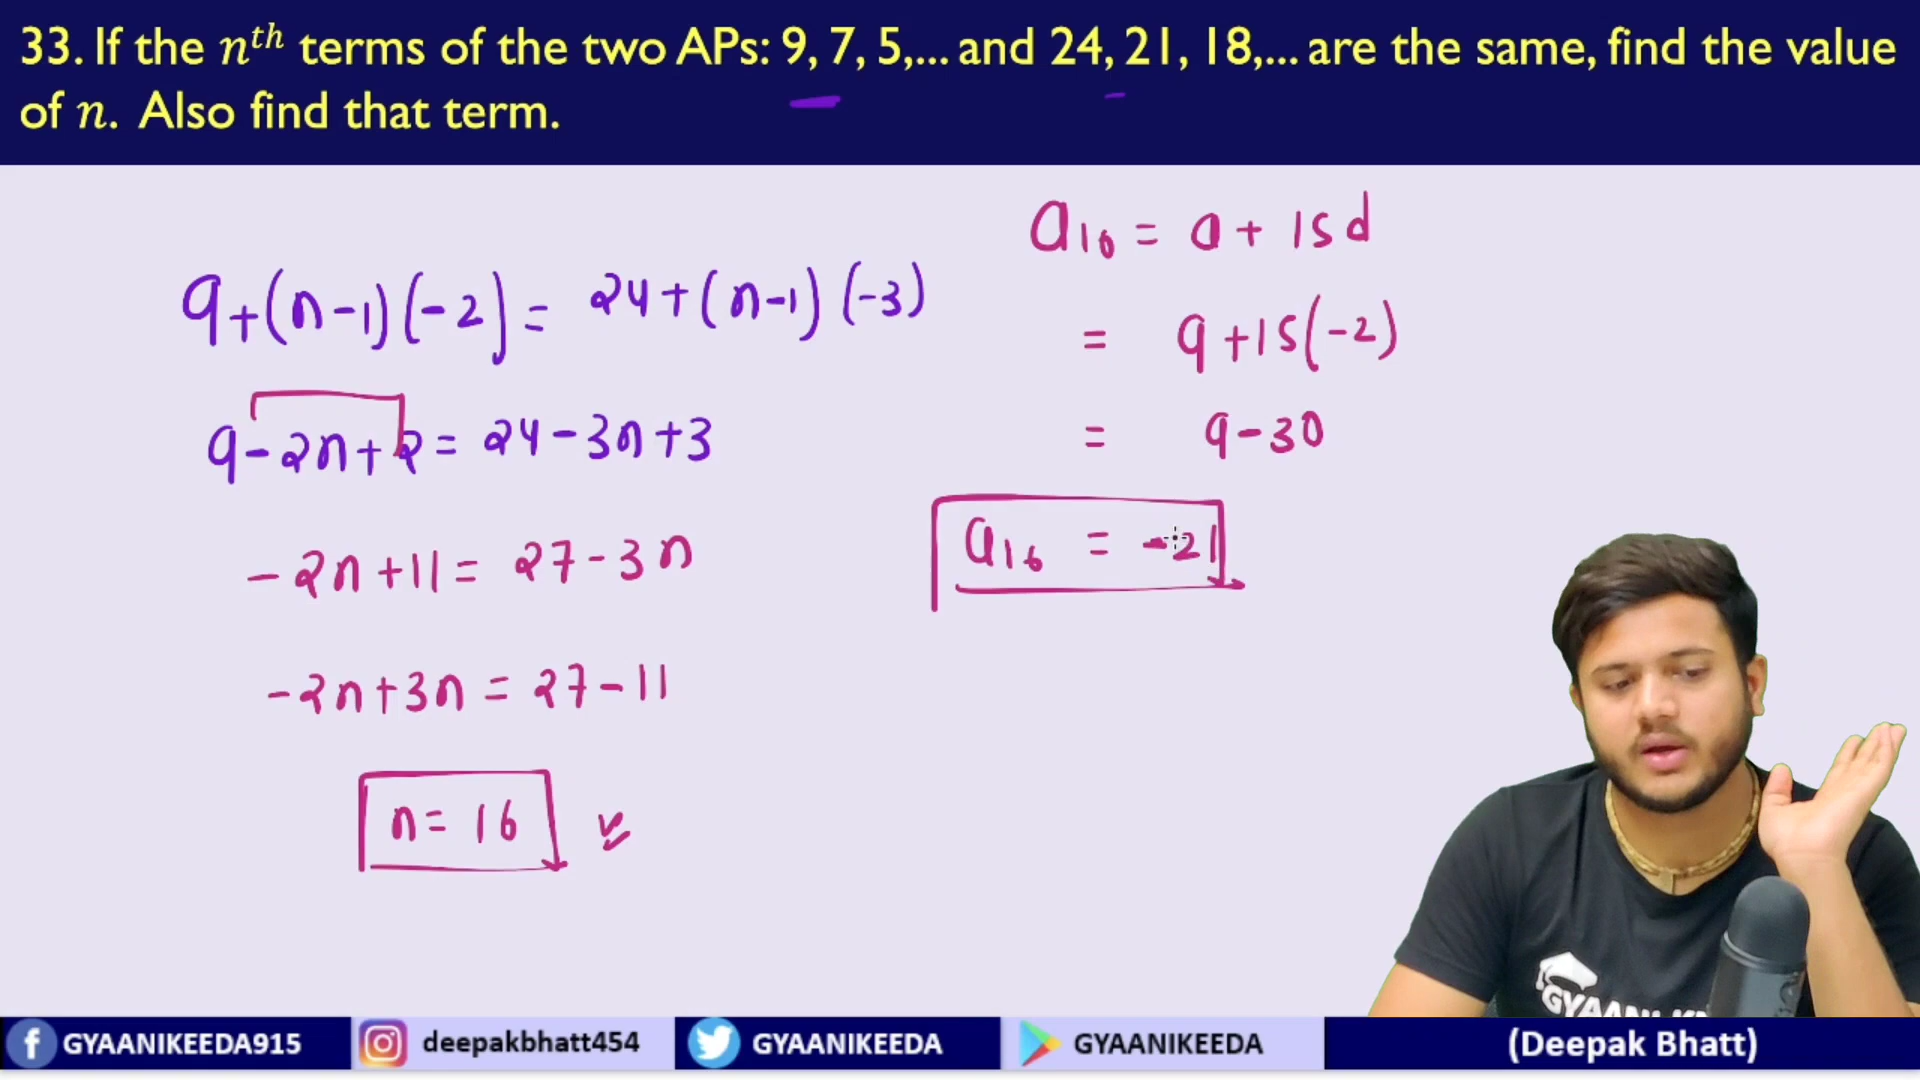 33. If the nᵗʰ terms of the two APs: 9, 7, 5,... and 24, 21, 18,... are the same, find the value
of n. Also find that term.
9+(n-1)(-2) = 24+(n-1)(-3)
9-2n+2 = 24-3n+3
-2n+11 = 27-3n
-2n+3n = 27-11
n = 16
a₁₆ = a + 15d
= 9+15(-2)
= 9-30
a₁₆ = -21
GYAANIKEEDA915
deepakbhatt454
GYAANIKEEDA
GYAANIKEEDA
(Deepak Bhatt)